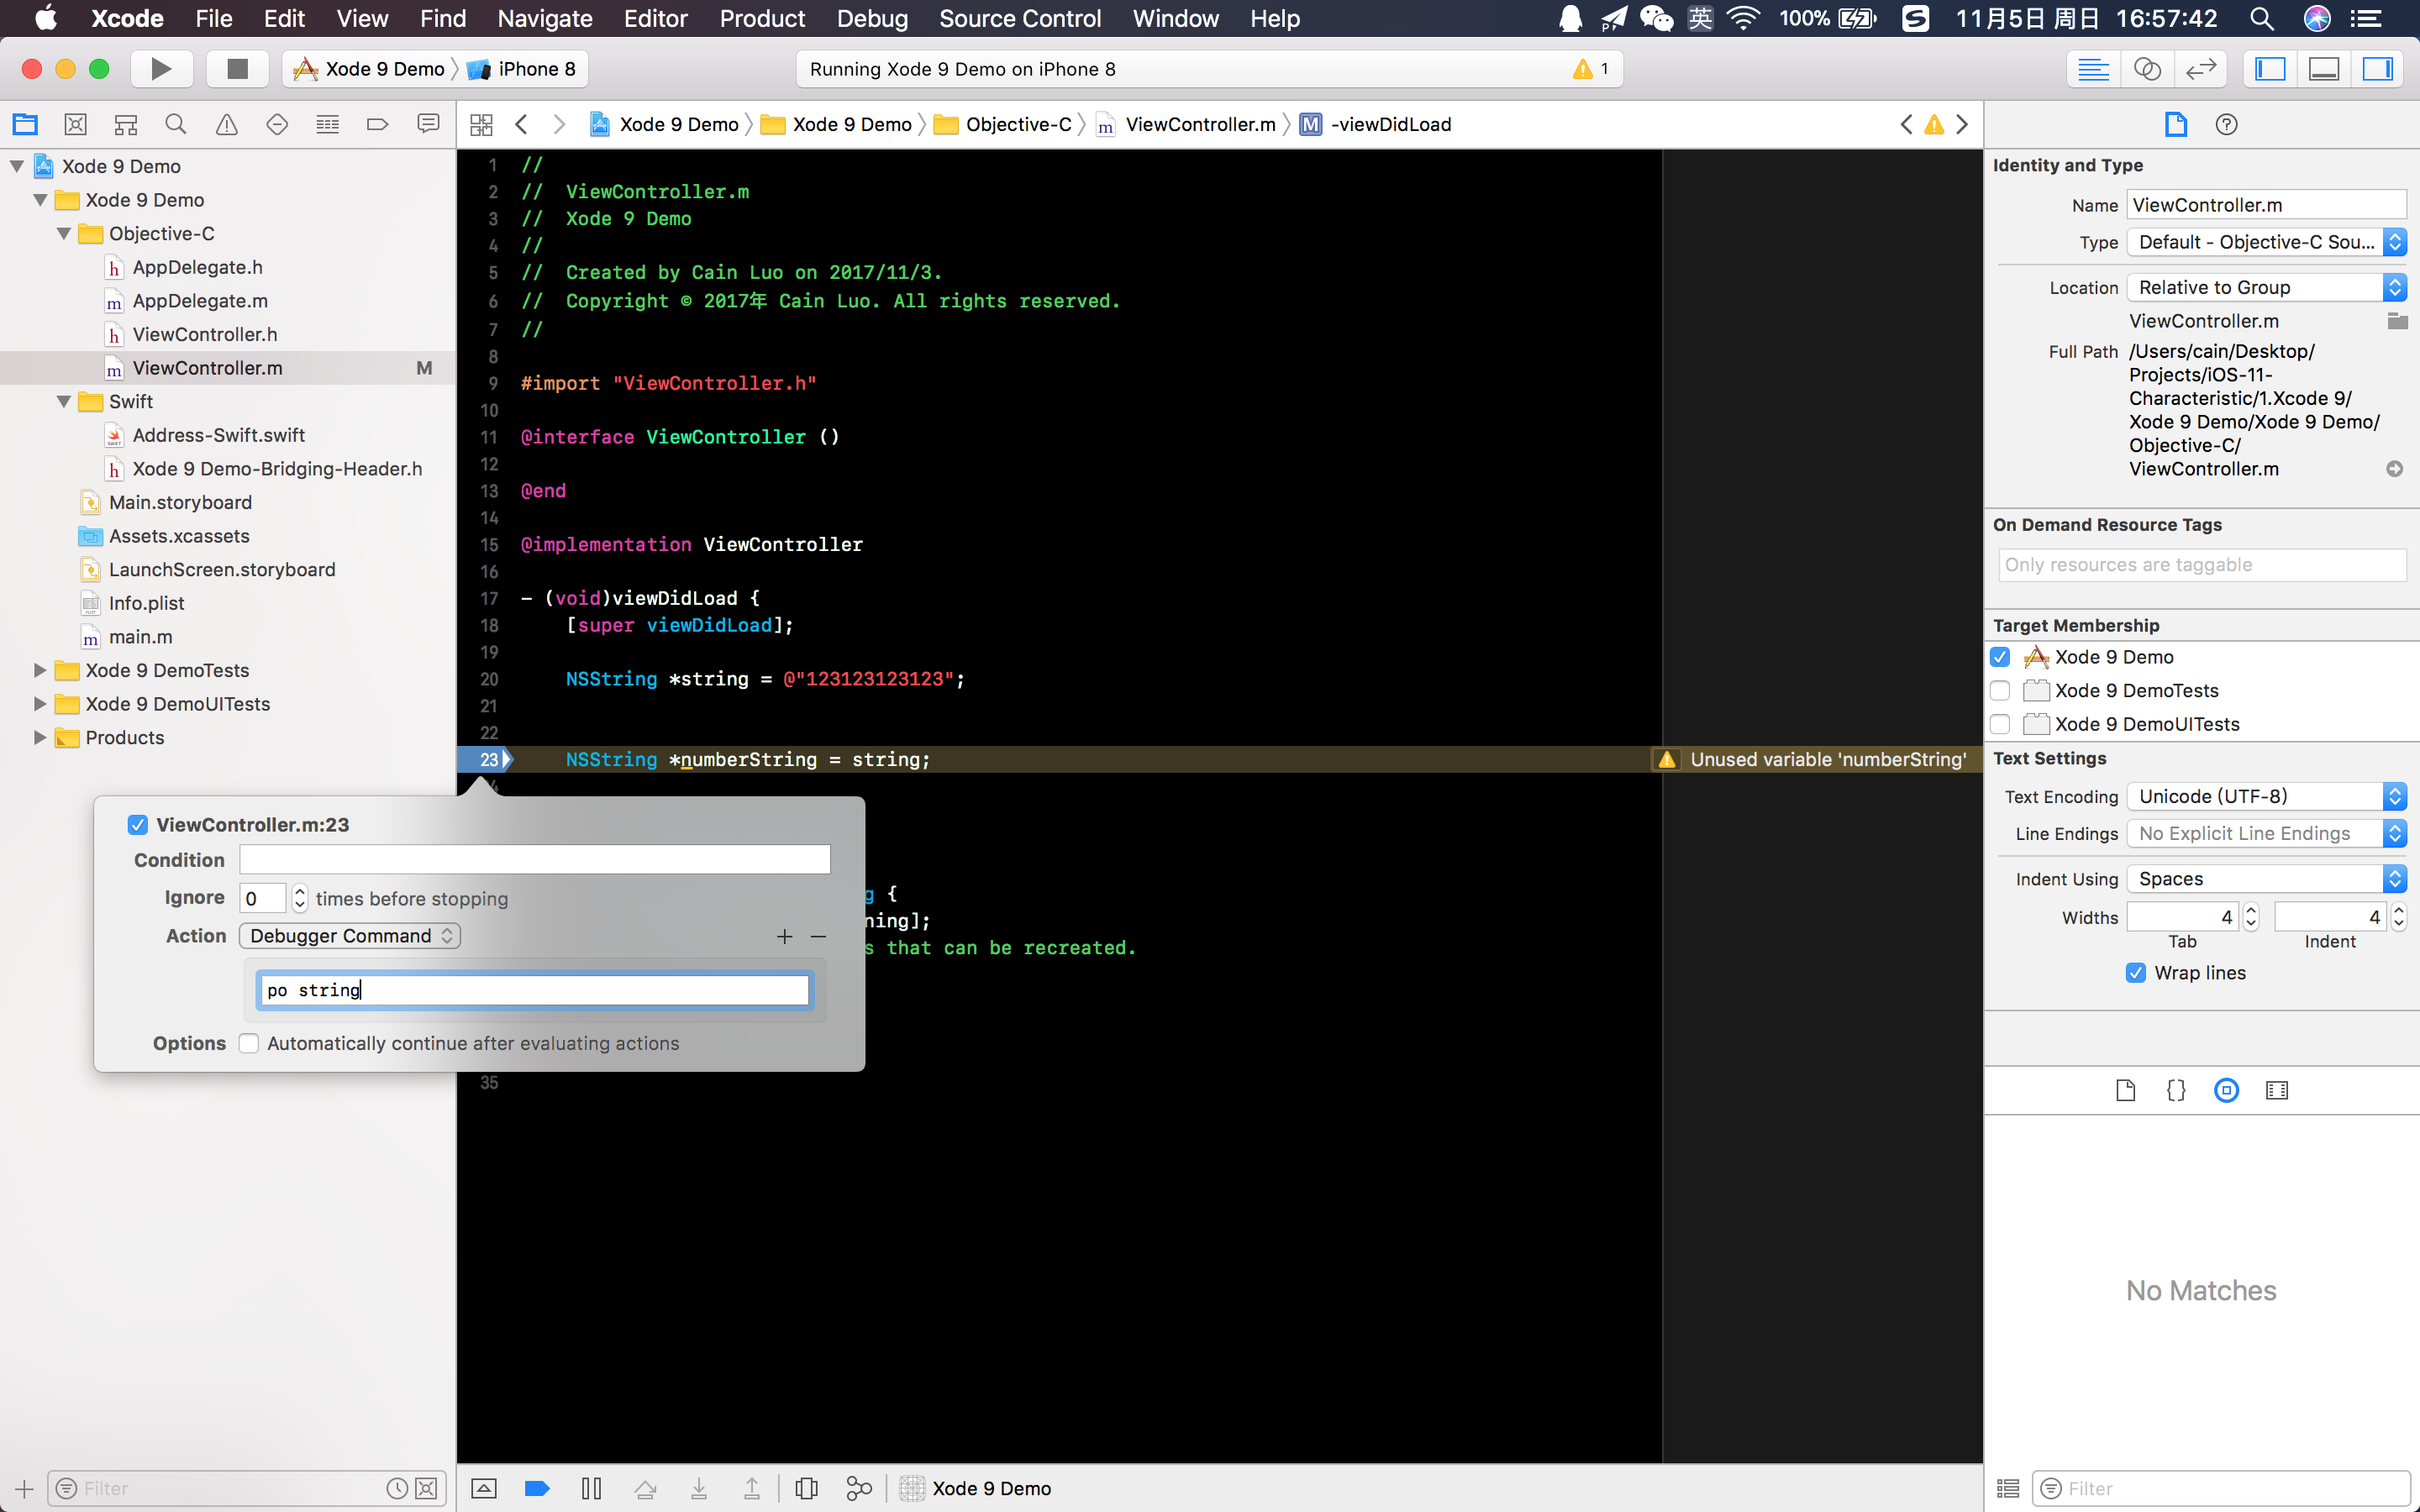 Xcode File Edit View Find Navigate Editor Product Debug Source Control Window Help 英 100% 11月5日 周日 16:57:42
Xode 9 Demo iPhone 8
Running Xode 9 Demo on iPhone 8 1
Xode 9 Demo Xode 9 Demo Objective-C m ViewController.m M -viewDidLoad
Xode 9 Demo
Xode 9 Demo
Objective-C
h AppDelegate.h
m AppDelegate.m
h ViewController.h
m ViewController.m M
Swift
Address-Swift.swift
h Xode 9 Demo-Bridging-Header.h
Main.storyboard
Assets.xcassets
LaunchScreen.storyboard
Info.plist
m main.m
Xode 9 DemoTests
Xode 9 DemoUITests
Products
Filter
1 //
2 // ViewController.m
3 // Xode 9 Demo
4 //
5 // Created by Cain Luo on 2017/11/3.
6 // Copyright © 2017年 Cain Luo. All rights reserved.
7 //
8
9 #import "ViewController.h"
10
11 @interface ViewController ()
12
13 @end
14
15 @implementation ViewController
16
17 - (void)viewDidLoad {
18 [super viewDidLoad];
19
20 NSString *string = @"123123123123";
21
22
23 NSString *numberString = string; Unused variable 'numberString'
g {
ning];
s that can be recreated.
35
ViewController.m:23
Condition
Ignore 0 times before stopping
Action Debugger Command + −
po string
Options Automatically continue after evaluating actions
Xode 9 Demo
Identity and Type
Name ViewController.m
Type Default - Objective-C Sou...
Location Relative to Group
ViewController.m
Full Path /Users/cain/Desktop/
Projects/iOS-11-
Characteristic/1.Xcode 9/
Xode 9 Demo/Xode 9 Demo/
Objective-C/
ViewController.m
On Demand Resource Tags
Only resources are taggable
Target Membership
Xode 9 Demo
Xode 9 DemoTests
Xode 9 DemoUITests
Text Settings
Text Encoding Unicode (UTF-8)
Line Endings No Explicit Line Endings
Indent Using Spaces
Widths 4 4
Tab Indent
Wrap lines
{}
No Matches
Filter